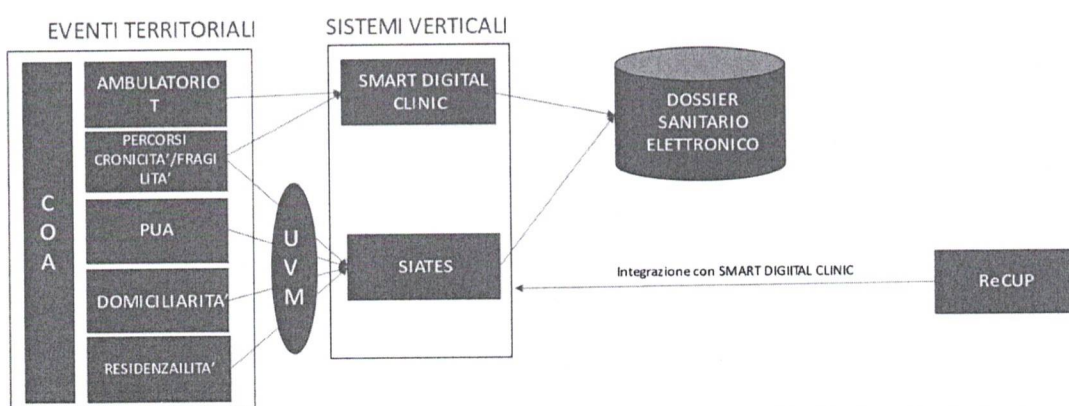 EVENTI TERRITORIALI
SISTEMI VERTICALI
C
O
A
AMBULATORIO
T
PERCORSI
CRONICITA'/FRAGI
LITA'
PUA
DOMICILIARITA'
RESIDENZAILITA'
U
V
M
SMART DIGITAL
CLINIC
SIATES
DOSSIER
SANITARIO
ELETTRONICO
Integrazione con SMART DIGITAL CLINIC
ReCUP